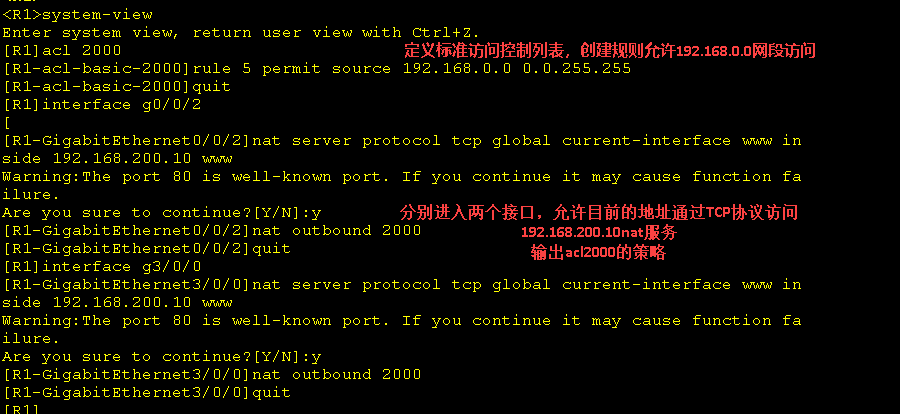 <R1>system-view
Enter system view, return user view with Ctrl+Z.
[R1]acl 2000
定义标准访问控制列表，创建规则允许192.168.0.0网段访问
[R1-acl-basic-2000]rule 5 permit source 192.168.0.0 0.0.255.255
[R1-acl-basic-2000]quit
[R1]interface g0/0/2
[
[R1-GigabitEthernet0/0/2]nat server protocol tcp global current-interface www in
side 192.168.200.10 www
Warning:The port 80 is well-known port. If you continue it may cause function fa
ilure.
Are you sure to continue?[Y/N]:y
分别进入两个接口，允许目前的地址通过TCP协议访问
[R1-GigabitEthernet0/0/2]nat outbound 2000
192.168.200.10nat服务
[R1-GigabitEthernet0/0/2]quit
输出acl2000的策略
[R1]interface g3/0/0
[R1-GigabitEthernet3/0/0]nat server protocol tcp global current-interface www in
side 192.168.200.10 www
Warning:The port 80 is well-known port. If you continue it may cause function fa
ilure.
Are you sure to continue?[Y/N]:y
[R1-GigabitEthernet3/0/0]nat outbound 2000
[R1-GigabitEthernet3/0/0]quit
[R1]